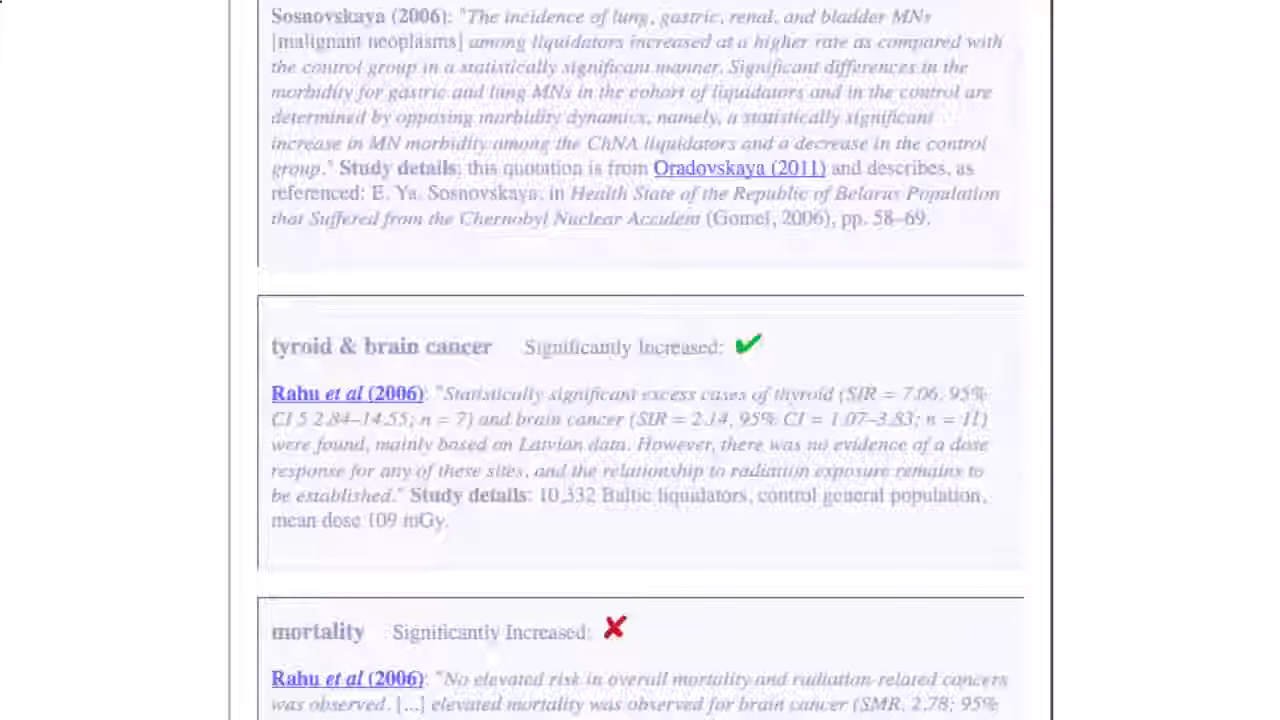 Sosnovskaya (2006): "The incidence of lung, gastric, renal, and bladder MNs
[malignant neoplasms] among liquidators increased at a higher rate as compared with
the control group in a statistically significant manner. Significant differences in the
morbidity for gastric and lung MNs in the cohort of liquidators and in the control are
determined by opposing morbidity dynamics, namely, a statistically significant
increase in MN morbidity among the ChNA liquidators and a decrease in the control
group." Study details: this quotation is from Oradovskaya (2011) and describes, as
referenced: E. Ya. Sosnovskaya, in Health State of the Republic of Belarus Population
that Suffered from the Chernobyl Nuclear Accident (Gomel', 2006), pp. 58–69.
tyroid & brain cancer Significantly Increased: ✔
Rahu et al (2006): "Statistically significant excess cases of thyroid (SIR = 7.06, 95%
CI 5 2.84–14.55; n = 7) and brain cancer (SIR = 2.14, 95% CI = 1.07–3.83; n = 11)
were found, mainly based on Latvian data. However, there was no evidence of a dose
response for any of these sites, and the relationship to radiation exposure remains to
be established." Study details: 10,332 Baltic liquidators, control general population,
mean dose 109 mGy.
mortality Significantly Increased: ✘
Rahu et al (2006): "No elevated risk in overall mortality and radiation-related cancers
was observed. [...] elevated mortality was observed for brain cancer (SMR, 2.78; 95%